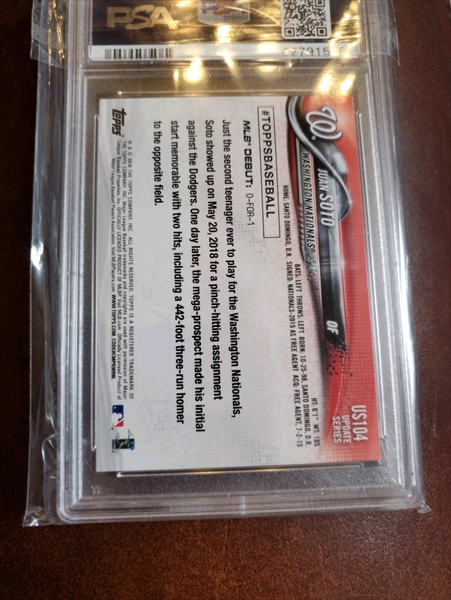 PSA
US104
UPDATE
SERIES
W
JUAN SOTO
WASHINGTON NATIONALS®
OF
HT: 6'1" WT: 195
BATS: LEFT THROWS: LEFT BORN: 10-25-98, SANTO DOMINGO, D.R.
SIGNED: NATIONALS-2015 AS FREE AGENT ACQ: FREE AGENT, 7-2-15
HOME: SANTO DOMINGO, D.R.
#TOPPSBASEBALL
MLB® DEBUT: 0-FOR-1
Just the second teenager ever to play for the Washington Nationals,
Soto showed up on May 20, 2018 for a pinch-hitting assignment
against the Dodgers. One day later, the mega-prospect made his initial
start memorable with two hits, including a 442-foot three-run homer
to the opposite field.
Topps